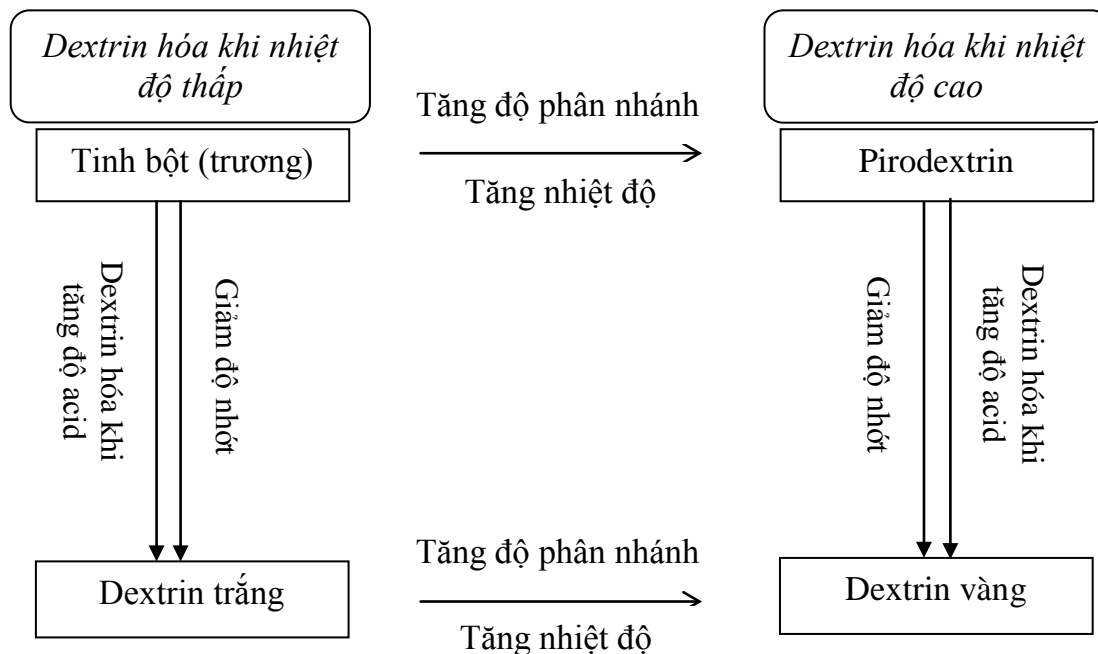 Dextrin hóa khi nhiệt
độ thấp
Dextrin hóa khi nhiệt
độ cao
Tăng độ phân nhánh
Tinh bột (trương)
Pirodextrin
Tăng nhiệt độ
Dextrin hóa khi
tăng độ acid
Giảm độ nhớt
Giảm độ nhớt
Dextrin hóa khi
tăng độ acid
Tăng độ phân nhánh
Dextrin trắng
Dextrin vàng
Tăng nhiệt độ